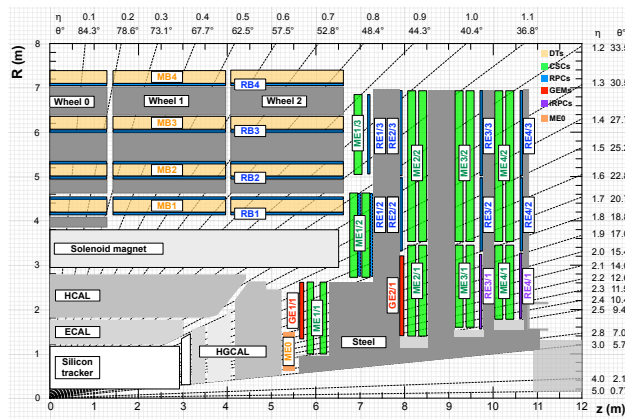 η 0.1 0.2 0.3 0.4 0.5 0.6 0.7 0.8 0.9 1.0 1.1 η θ°
θ° 84.3° 78.6° 73.1° 67.7° 62.5° 57.5° 52.8° 48.4° 44.3° 40.4° 36.8°
R (m)
8
7
6
5
4
3
2
1
0
1.2 33.5
1.3 30.5
1.4 27.7
1.5 25.2
1.6 22.8
1.7 20.7
1.8 18.8
1.9 17.0
2.0 15.4
2.1 14.0
2.2 12.6
2.3 11.5
2.4 10.4
2.5 9.4
2.8 7.0
3.0 5.7
4.0 2.1
5.0 0.77
DTs
CSCs
RPCs
GEMs
iRPCs
ME0
MB4
RB4
Wheel 0
Wheel 1
Wheel 2
MB3
RB3
MB2
RB2
MB1
RB1
Solenoid magnet
HCAL
ECAL
Silicon
tracker
HGCAL
Steel
ME0
GE1/1
ME1/1
ME1/2
ME1/3
RE1/3
RE2/3
RE1/2
RE2/2
GE2/1
ME2/2
ME2/1
ME3/2
ME3/1
RE3/3
RE3/2
RE3/1
ME4/2
ME4/1
RE4/3
RE4/2
RE4/1
0 1 2 3 4 5 6 7 8 9 10 11 12
z (m)